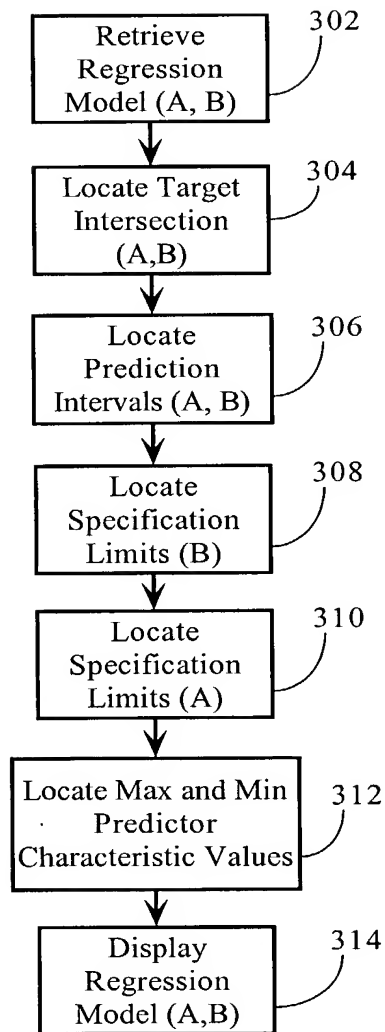 302
Retrieve
Regression
Model (A, B)
304
Locate Target
Intersection
(A,B)
306
Locate
Prediction
Intervals (A, B)
308
Locate
Specification
Limits (B)
310
Locate
Specification
Limits (A)
312
Locate Max and Min
Predictor
Characteristic Values
314
Display
Regression
Model (A,B)